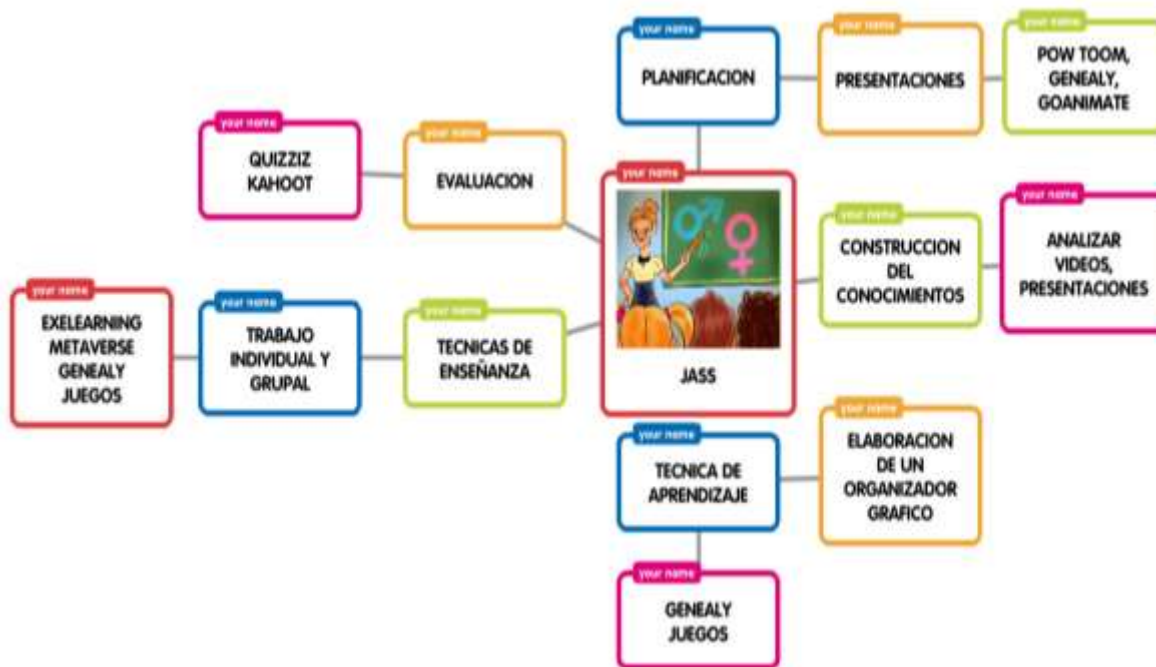 your name
PLANIFICACION
your name
PRESENTACIONES
your name
POW TOOM,
GENEALY,
GOANIMATE
your name
QUIZZIZ
KAHOOT
your name
EVALUACION
your name
JASS
your name
CONSTRUCCION
DEL
CONOCIMIENTOS
your name
ANALIZAR
VIDEOS,
PRESENTACIONES
your name
EXELEARNING
METAVERSE
GENEALY
JUEGOS
your name
TRABAJO
INDIVIDUAL Y
GRUPAL
your name
TECNICAS DE
ENSEÑANZA
your name
TECNICA DE
APRENDIZAJE
your name
ELABORACION
DE UN
ORGANIZADOR
GRAFICO
your name
GENEALY
JUEGOS